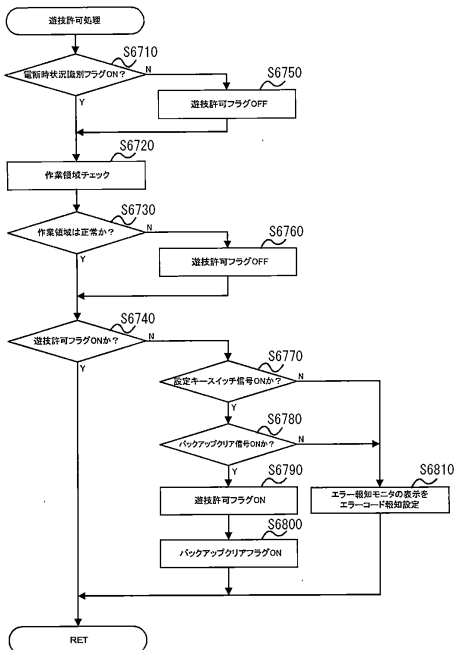 遊技許可処理
S6710
電断時状況識別フラグON?
N
Y
S6750
遊技許可フラグOFF
S6720
作業領域チェック
S6730
作業領域は正常か?
N
Y
S6760
遊技許可フラグOFF
S6740
遊技許可フラグONか?
N
Y
S6770
設定キースイッチ信号ONか?
N
Y
S6780
バックアップクリア信号ONか?
N
Y
S6790
遊技許可フラグON
S6810
エラー報知モニタの表示を
エラーコード報知設定
S6800
バックアップクリアフラグON
RET